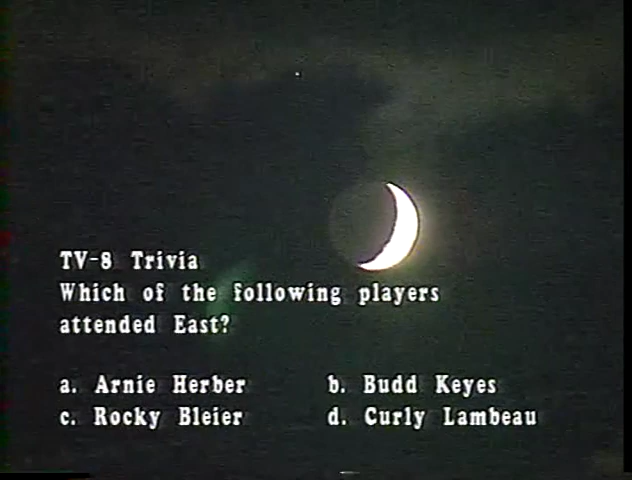 TV-8 Trivia
Which of the following players
attended East?
a. Arnie Herber b. Budd Keyes
c. Rocky Bleier d. Curly Lambeau